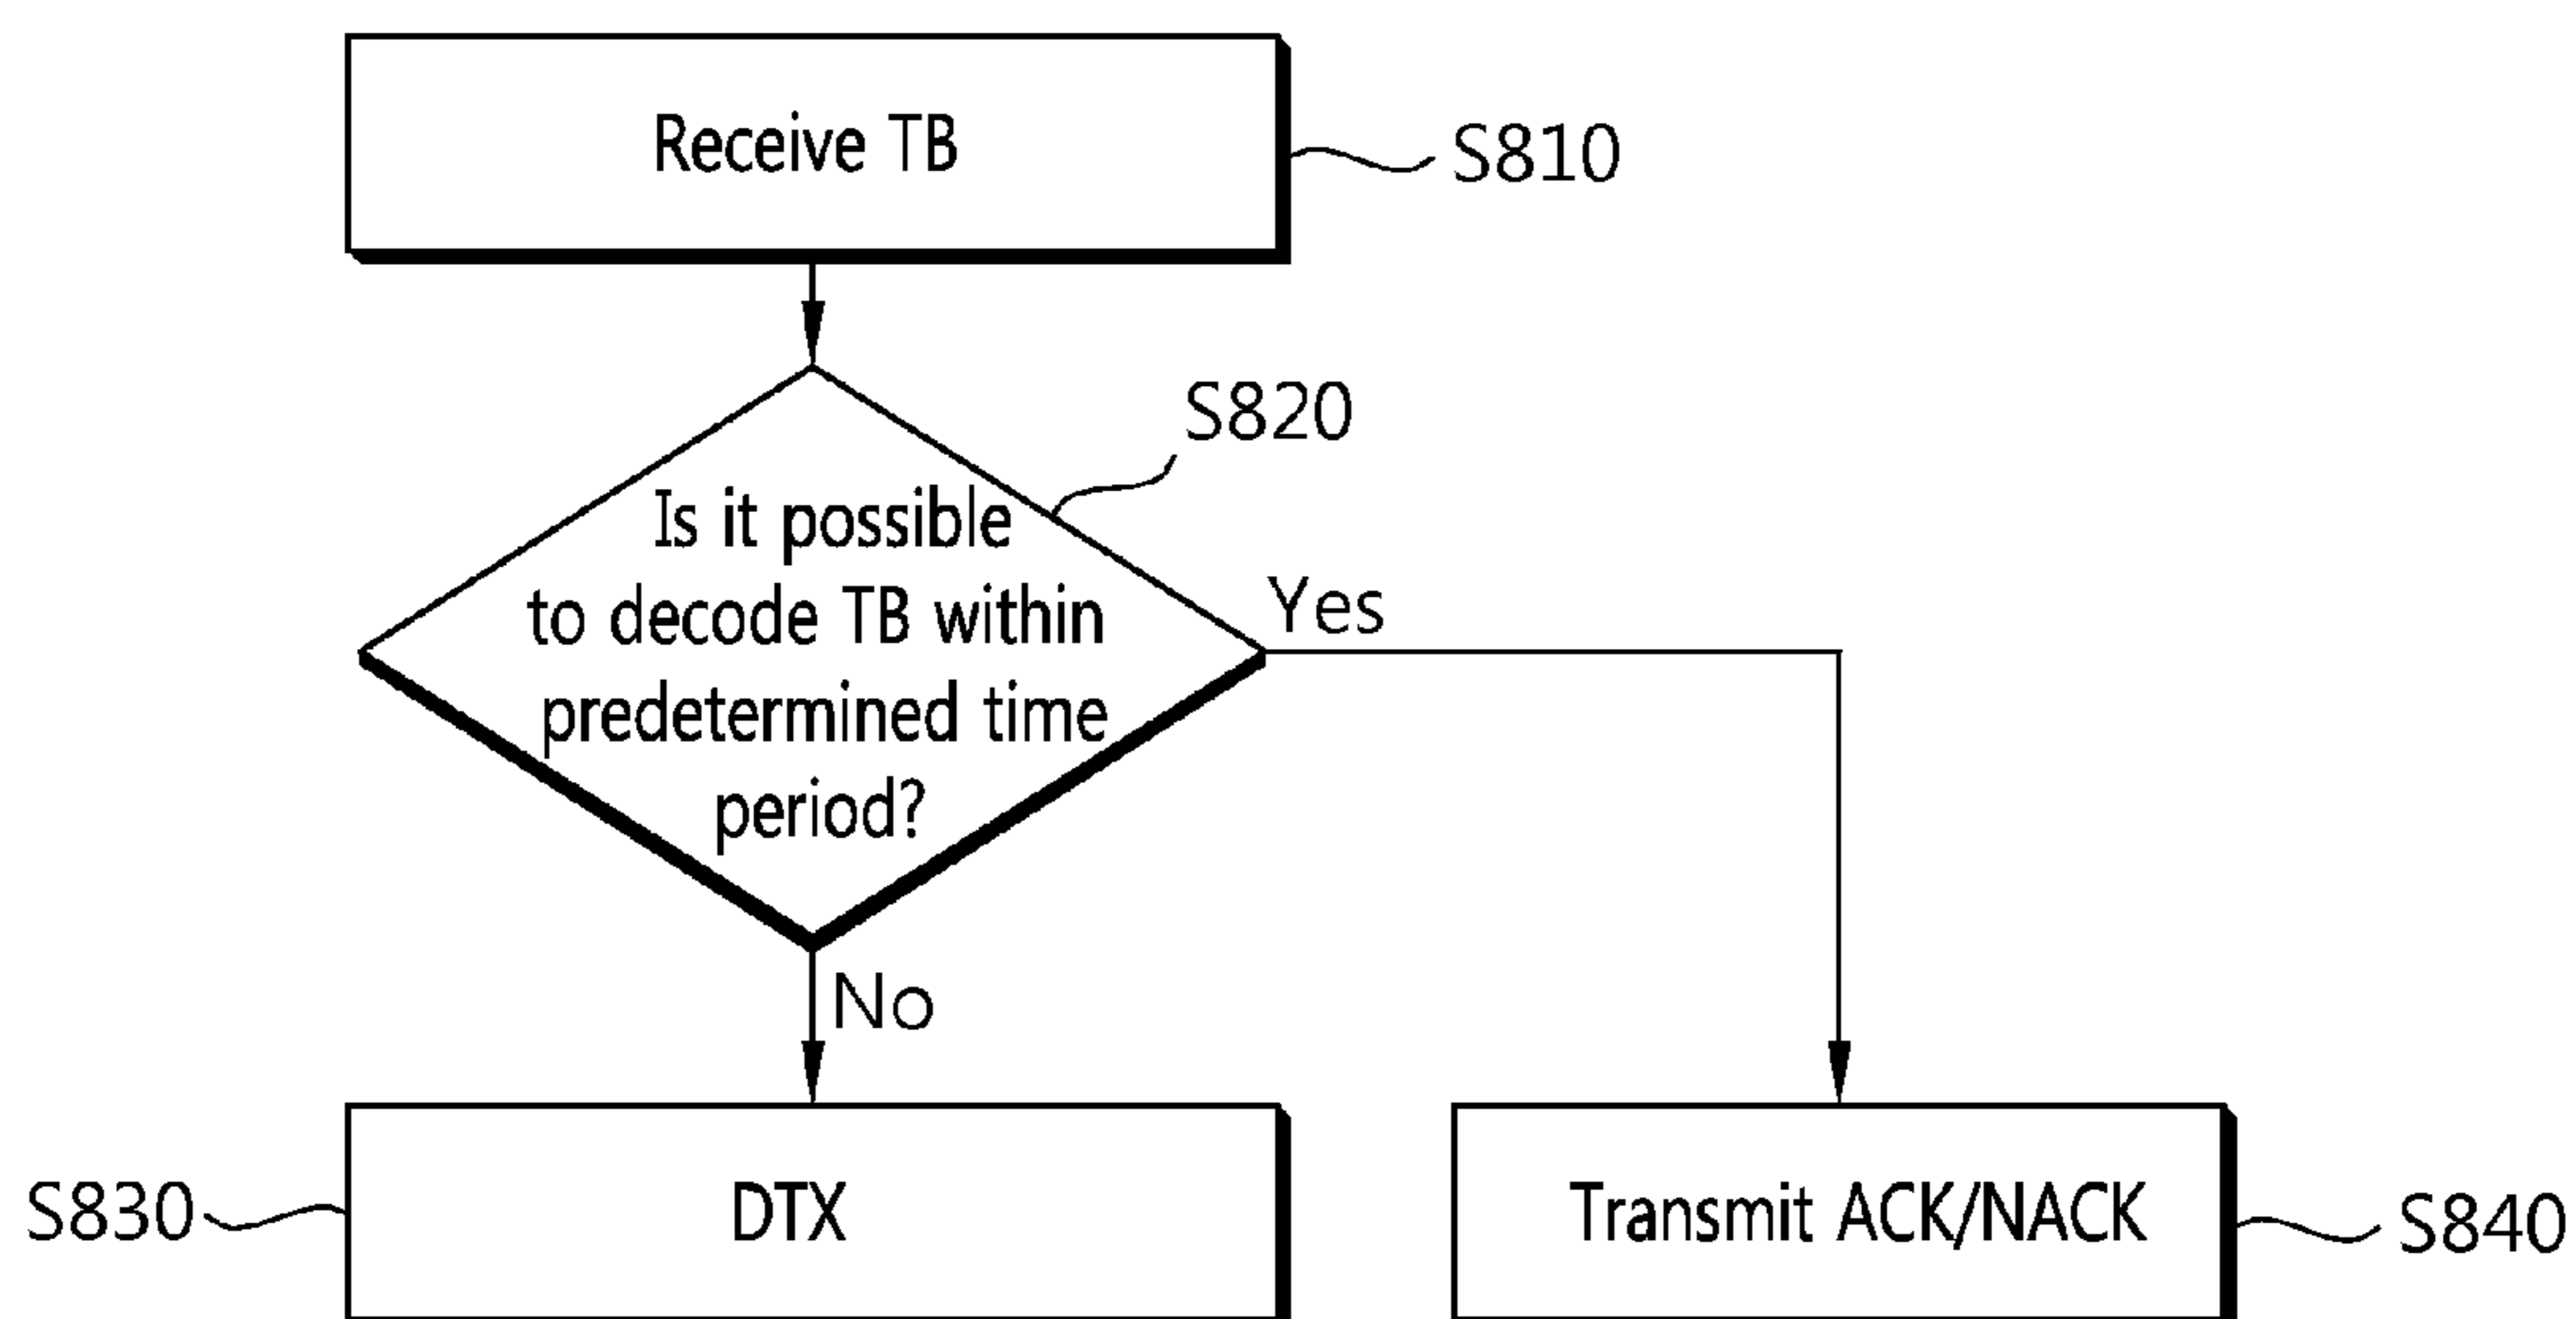 Receive TB
S810
S820
Is it possible
to decode TB within
predetermined time
period?
Yes
No
S830
DTX
Transmit ACK/NACK
S840